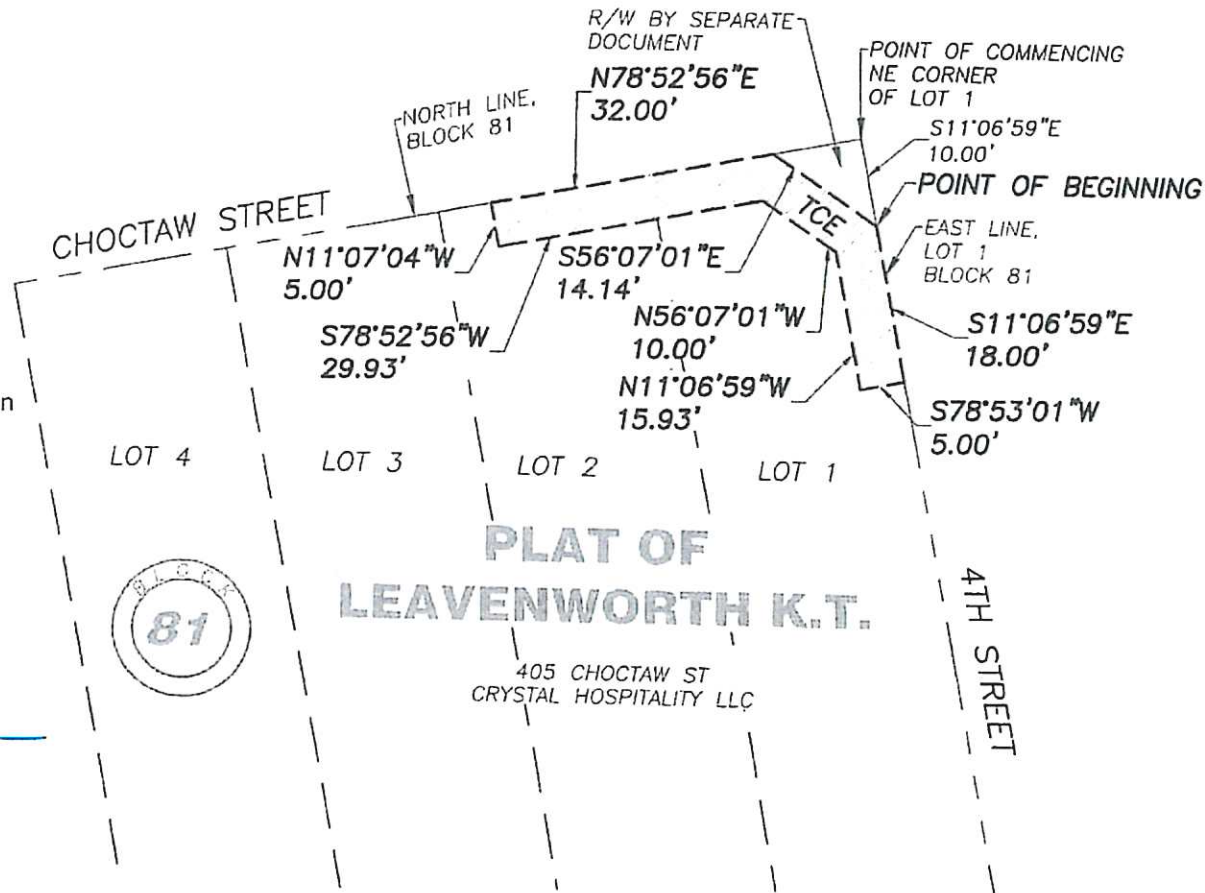 R/W BY SEPARATE
DOCUMENT
N78°52'56"E
32.00'
POINT OF COMMENCING
NE CORNER
OF LOT 1
NORTH LINE,
BLOCK 81
S11°06'59"E
10.00'
POINT OF BEGINNING
CHOCTAW STREET
TCE
EAST LINE,
LOT 1
BLOCK 81
N11°07'04"W
5.00'
S56°07'01"E
14.14'
S78°52'56"W
29.93'
N56°07'01"W
10.00'
S11°06'59"E
18.00'
N11°06'59"W
15.93'
S78°53'01"W
5.00'
n
LOT 4
LOT 3
LOT 2
LOT 1
PLAT OF
LEAVENWORTH K.T.
BLOCK
81
405 CHOCTAW ST
CRYSTAL HOSPITALITY LLC
4TH STREET